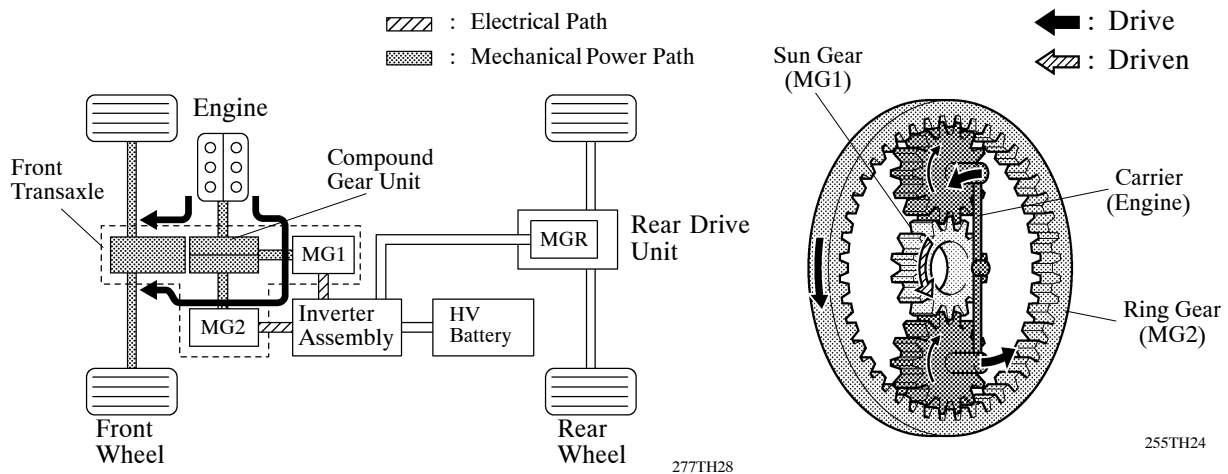 : Electrical Path
: Mechanical Power Path
Engine
Front
Transaxle
Compound
Gear Unit
MG1
MG2
Inverter
Assembly
HV
Battery
MGR
Rear Drive
Unit
Front
Wheel
Rear
Wheel
277TH28
: Drive
: Driven
Sun Gear
(MG1)
Carrier
(Engine)
Ring Gear
(MG2)
255TH24